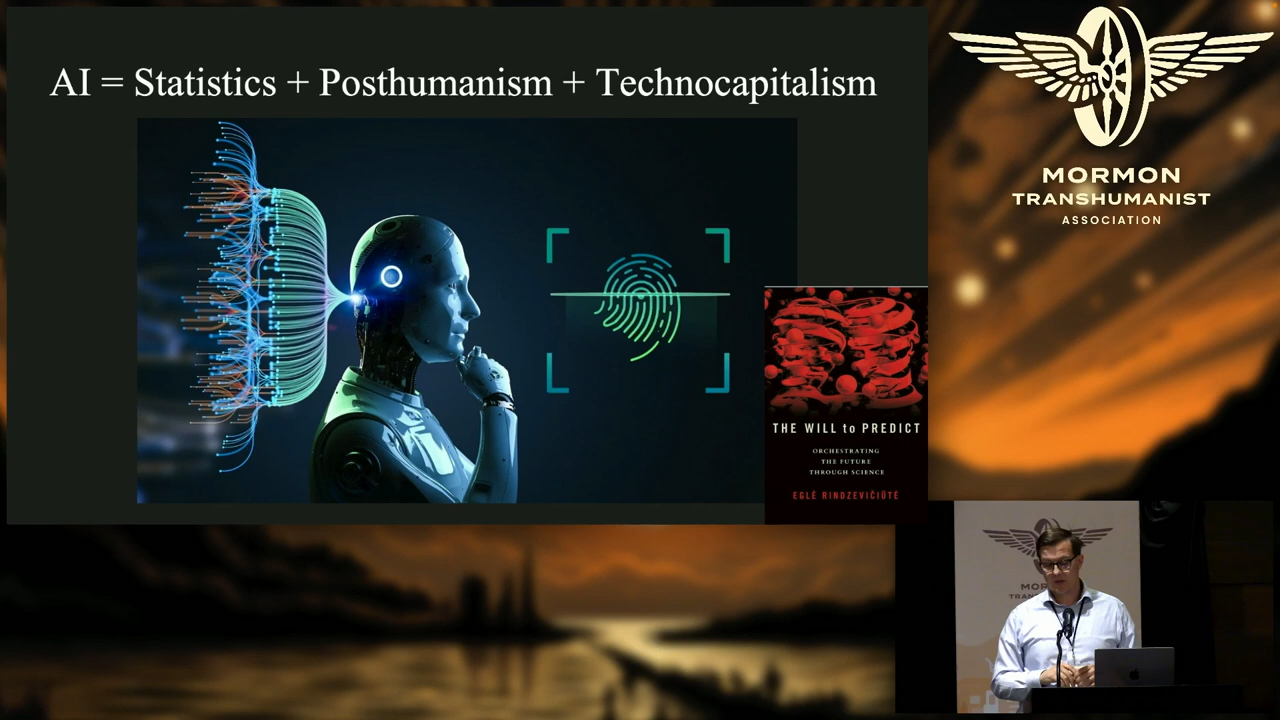 AI = Statistics + Posthumanism + Technocapitalism
THE WILL to PREDICT
ORCHESTRATING
THE FUTURE
THROUGH SCIENCE
EGLĖ RINDZEVIČIŪTĖ
MORMON
TRANSHUMANIST
ASSOCIATION